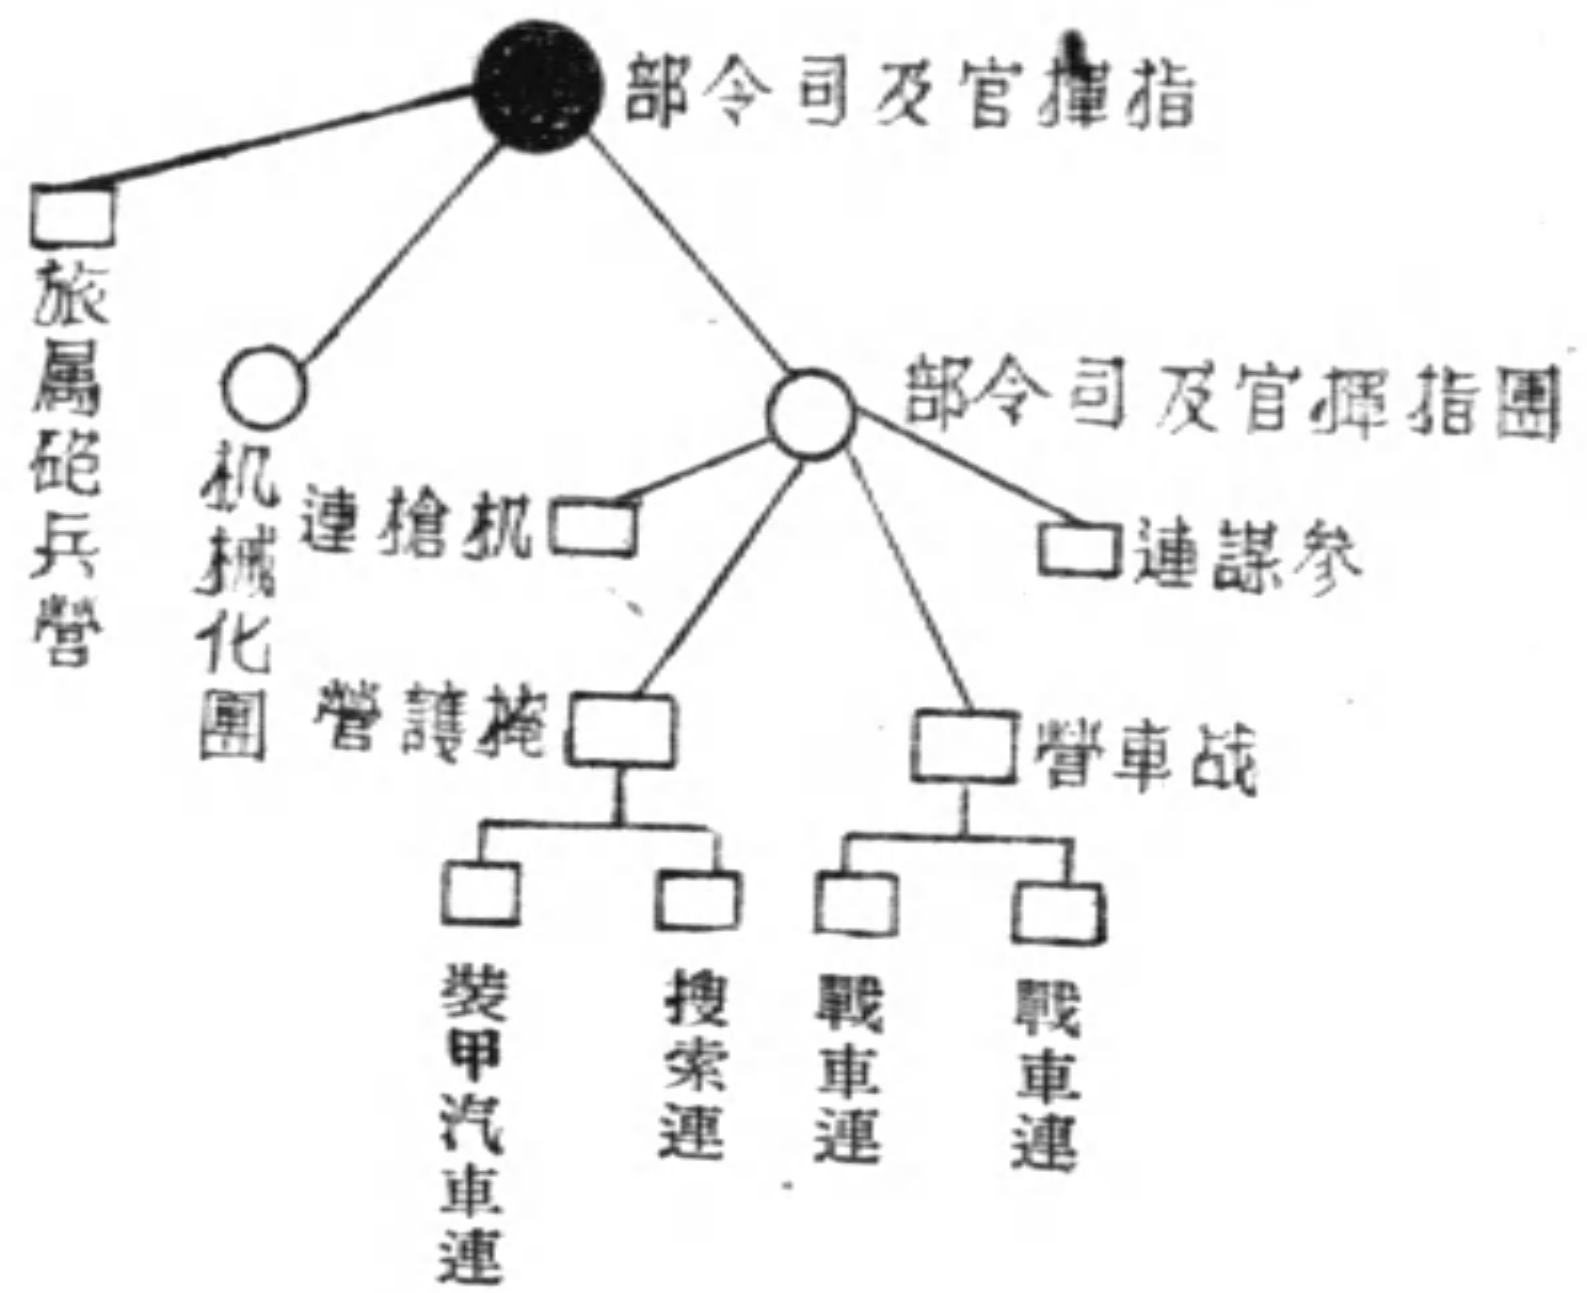 指揮官及司令部
旅属砲兵營
机械化團
團指揮官及司令部
机槍連
參謀連
掩護營
战車營
裝甲汽車連
搜索連
戰車連
戰車連